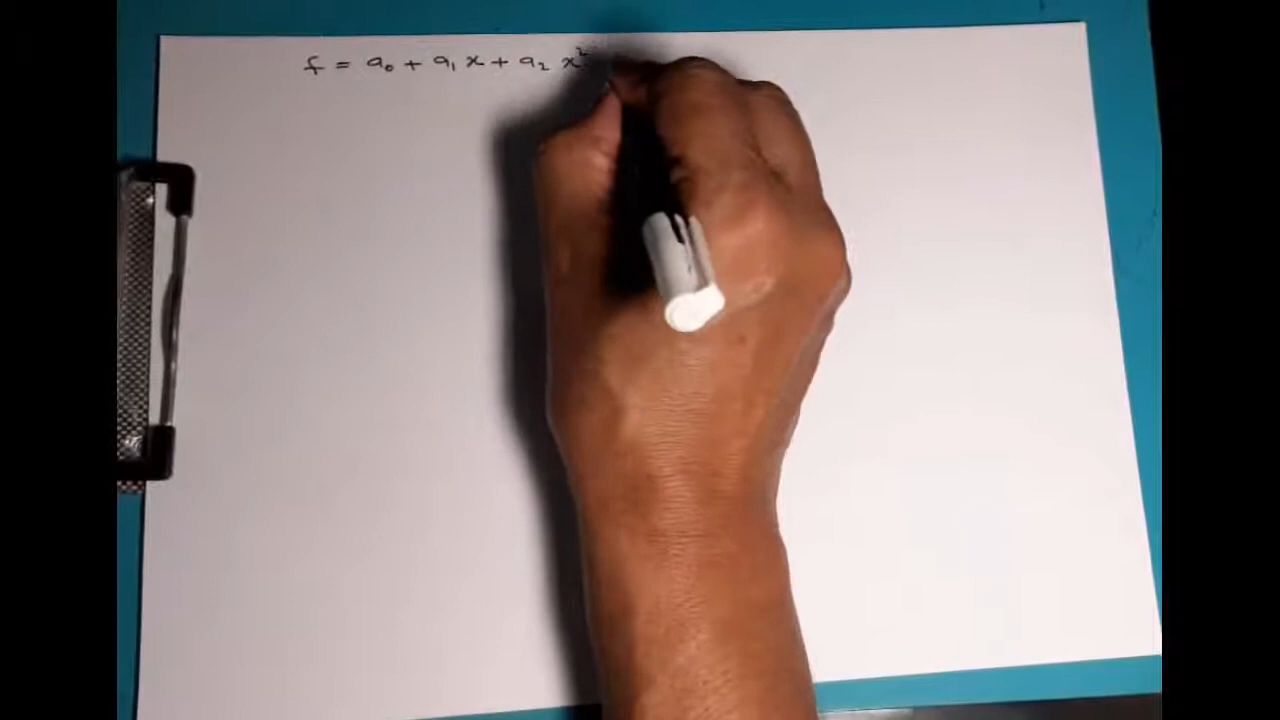 f = a₀ + a₁ x + a₂ x²